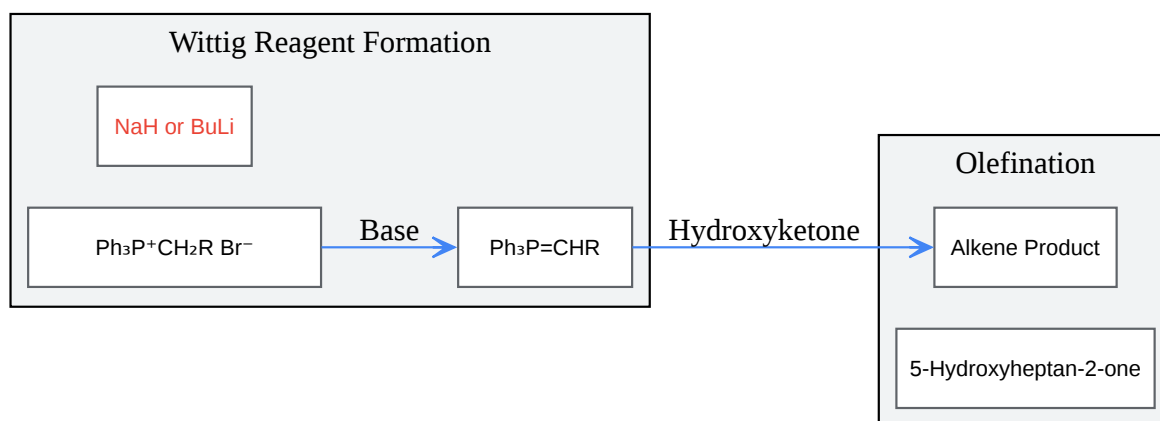 Wittig Reagent Formation
NaH or BuLi
Ph₃P⁺CH₂R Br⁻
Base
Ph₃P=CHR
Hydroxyketone
Olefination
Alkene Product
5-Hydroxyheptan-2-one